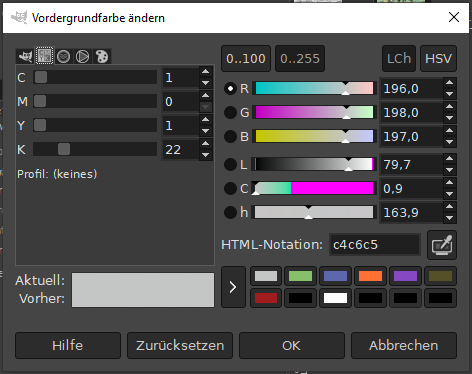 Vordergrundfarbe ändern
0..100 0..255 LCh HSV
C 1
M 0
Y 1
K 22
Profil: (keines)
R 196,0
G 198,0
B 197,0
L 79,7
C 0,9
h 163,9
HTML-Notation: c4c6c5
Aktuell:
Vorher:
Hilfe Zurücksetzen OK Abbrechen